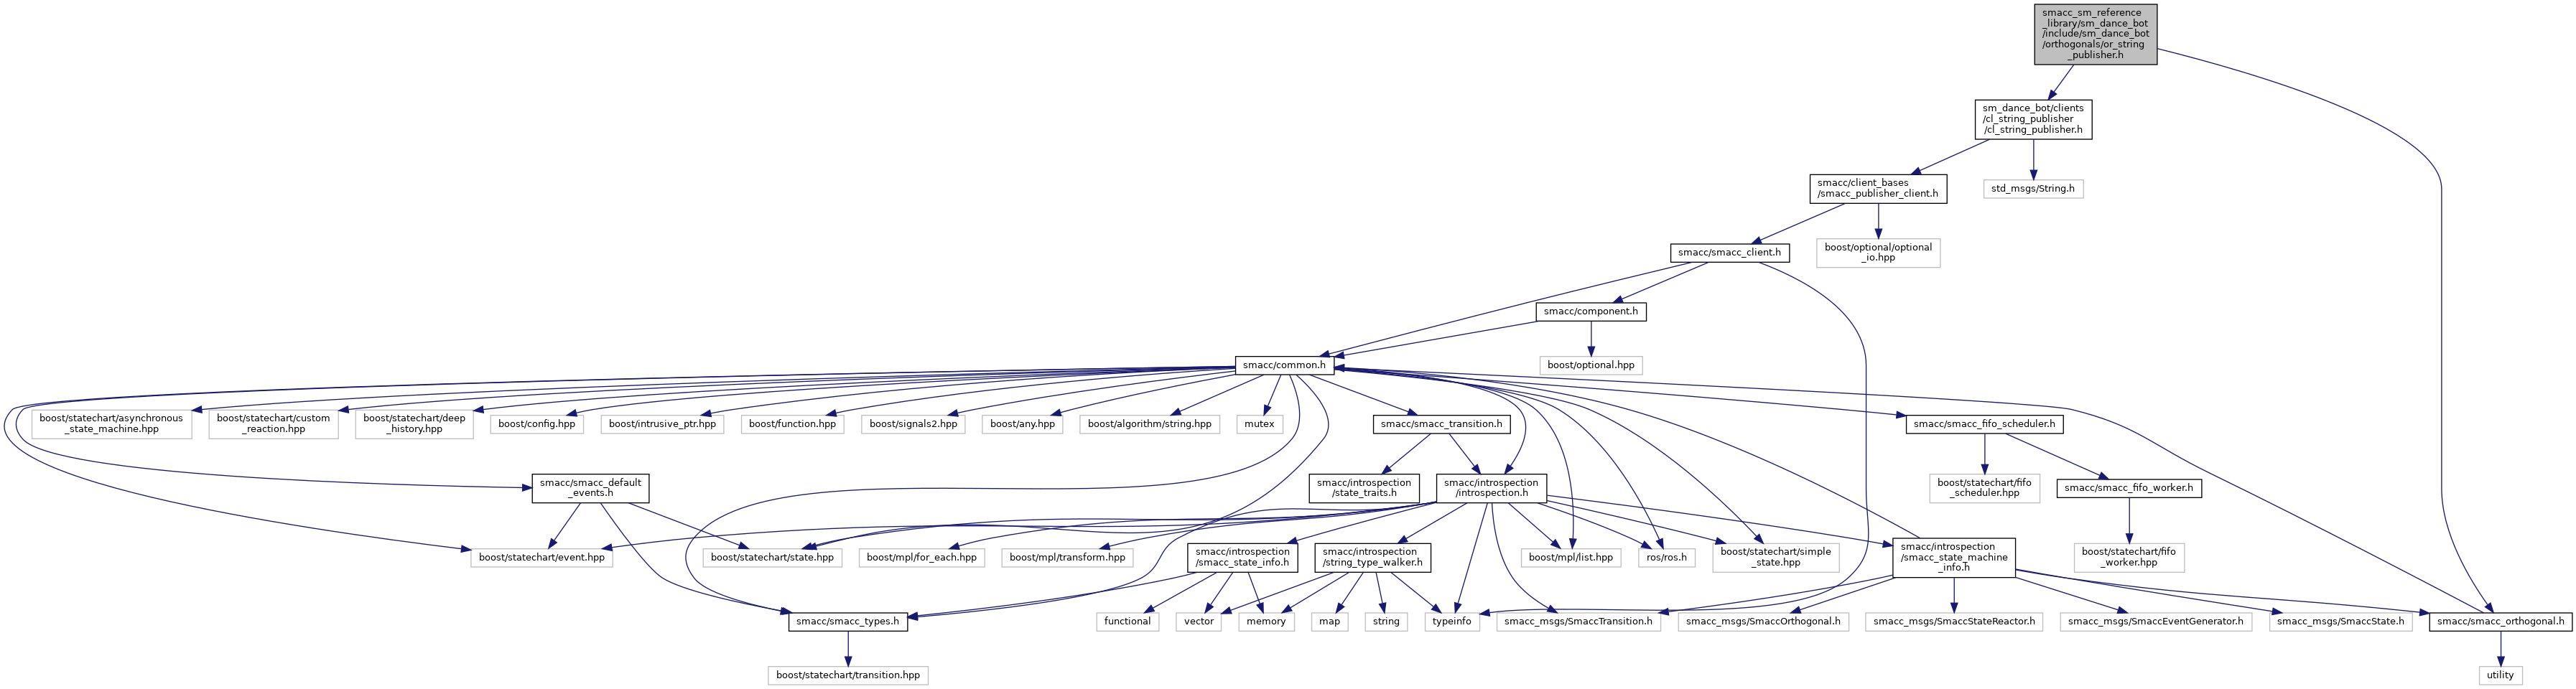 smacc_sm_reference
_library/sm_dance_bot
/include/sm_dance_bot
/orthogonals/or_string
_publisher.h
sm_dance_bot/clients
/cl_string_publisher
/cl_string_publisher.h
smacc/client_bases
/smacc_publisher_client.h
std_msgs/String.h
smacc/smacc_client.h
boost/optional/optional
_io.hpp
smacc/component.h
smacc/common.h
boost/optional.hpp
boost/statechart/asynchronous
_state_machine.hpp
boost/statechart/custom
_reaction.hpp
boost/statechart/deep
_history.hpp
boost/config.hpp
boost/intrusive_ptr.hpp
boost/function.hpp
boost/signals2.hpp
boost/any.hpp
boost/algorithm/string.hpp
mutex
smacc/smacc_transition.h
smacc/smacc_fifo_scheduler.h
smacc/smacc_default
_events.h
smacc/introspection
/state_traits.h
smacc/introspection
/introspection.h
boost/statechart/fifo
_scheduler.hpp
smacc/smacc_fifo_worker.h
boost/statechart/event.hpp
boost/statechart/state.hpp
boost/mpl/for_each.hpp
boost/mpl/transform.hpp
smacc/introspection
/smacc_state_info.h
smacc/introspection
/string_type_walker.h
boost/mpl/list.hpp
ros/ros.h
boost/statechart/simple
_state.hpp
smacc/introspection
/smacc_state_machine
_info.h
boost/statechart/fifo
_worker.hpp
smacc/smacc_types.h
functional
vector
memory
map
string
typeinfo
smacc_msgs/SmaccTransition.h
smacc_msgs/SmaccOrthogonal.h
smacc_msgs/SmaccStateReactor.h
smacc_msgs/SmaccEventGenerator.h
smacc_msgs/SmaccState.h
smacc/smacc_orthogonal.h
boost/statechart/transition.hpp
utility